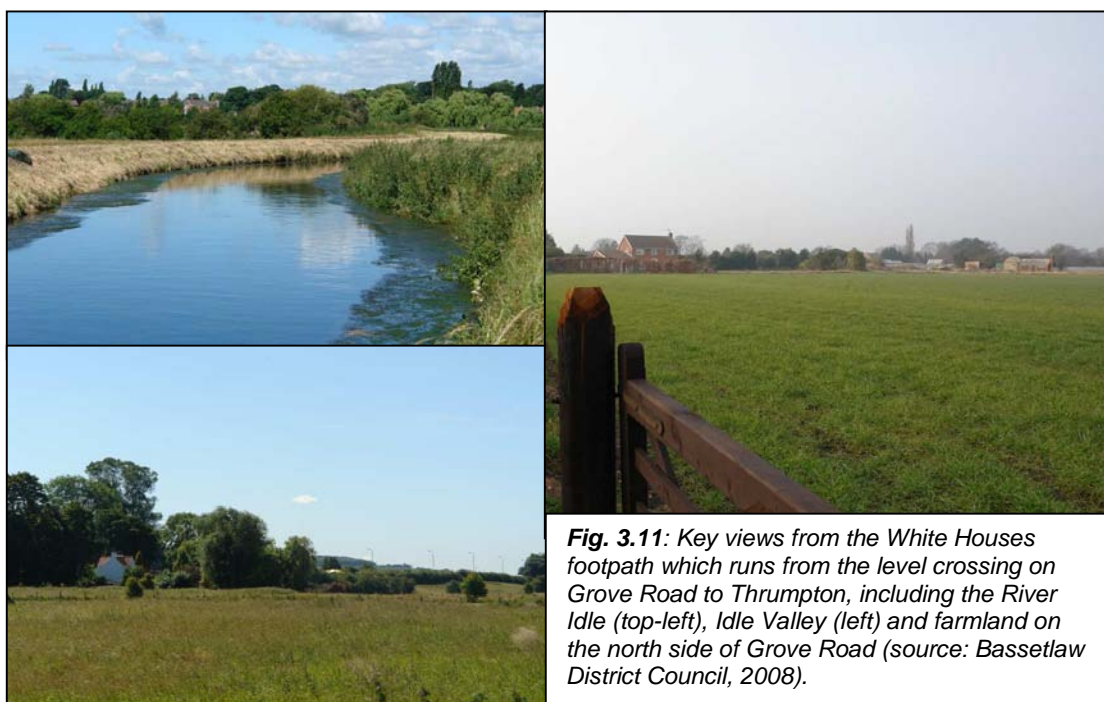 Fig. 3.11: Key views from the White Houses
footpath which runs from the level crossing on
Grove Road to Thrumpton, including the River
Idle (top-left), Idle Valley (left) and farmland on
the north side of Grove Road (source: Bassetlaw
District Council, 2008).